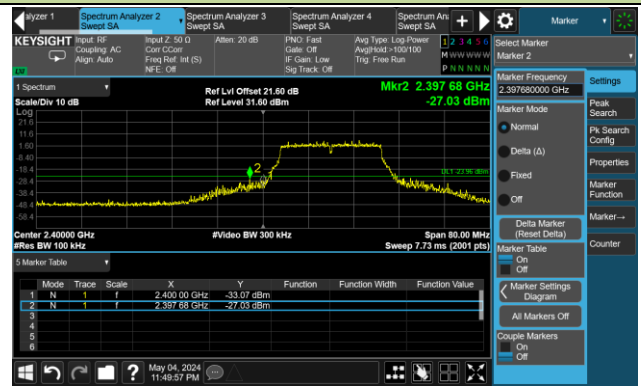 alyzer 1
Spectrum Analyzer 2
Swept SA
Spectrum Analyzer 3
Swept SA
Spectrum Analyzer 4
Swept SA
Spectrum An
Swept SA
Marker
KEYSIGHT
Input: RF
Coupling: AC
Align: Auto
Input Z: 50 Ω
Corr CCorr
Freq Ref: Int (S)
NFE: Off
Atten: 20 dB
PNO: Fast
Gate: Off
IF Gain: Low
Sig Track: Off
Avg Type: Log-Power
Avg|Hold:>100/100
Trig: Free Run
1 2 3 4 5 6
M W W W W W
P N N N N N
LW
Select Marker
Marker 2
1 Spectrum
Scale/Div 10 dB
Log
Ref Lvl Offset 21.60 dB
Ref Level 31.60 dBm
Mkr2 2.397 68 GHz
-27.03 dBm
21.6
11.6
1.60
-8.40
-18.4
-28.4
-38.4
-48.4
-58.4
2
DL1 -23.96 dBm
Center 2.40000 GHz
#Res BW 100 kHz
#Video BW 300 kHz
Span 80.00 MHz
Sweep 7.73 ms (2001 pts)
5 Marker Table
Mode Trace Scale X Y Function Function Width Function Value
1 N 1 f 2.400 00 GHz -33.07 dBm
2 N 1 f 2.397 68 GHz -27.03 dBm
3
4
5
6
Marker Frequency
2.397680000 GHz
Marker Mode
Normal
Delta (Δ)
Fixed
Off
Delta Marker
(Reset Delta)
Marker Table
On
Off
Marker Settings
Diagram
All Markers Off
Couple Markers
On
Off
Settings
Peak
Search
Pk Search
Config
Properties
Marker
Function
Marker→
Counter
May 04, 2024
11:49:57 PM